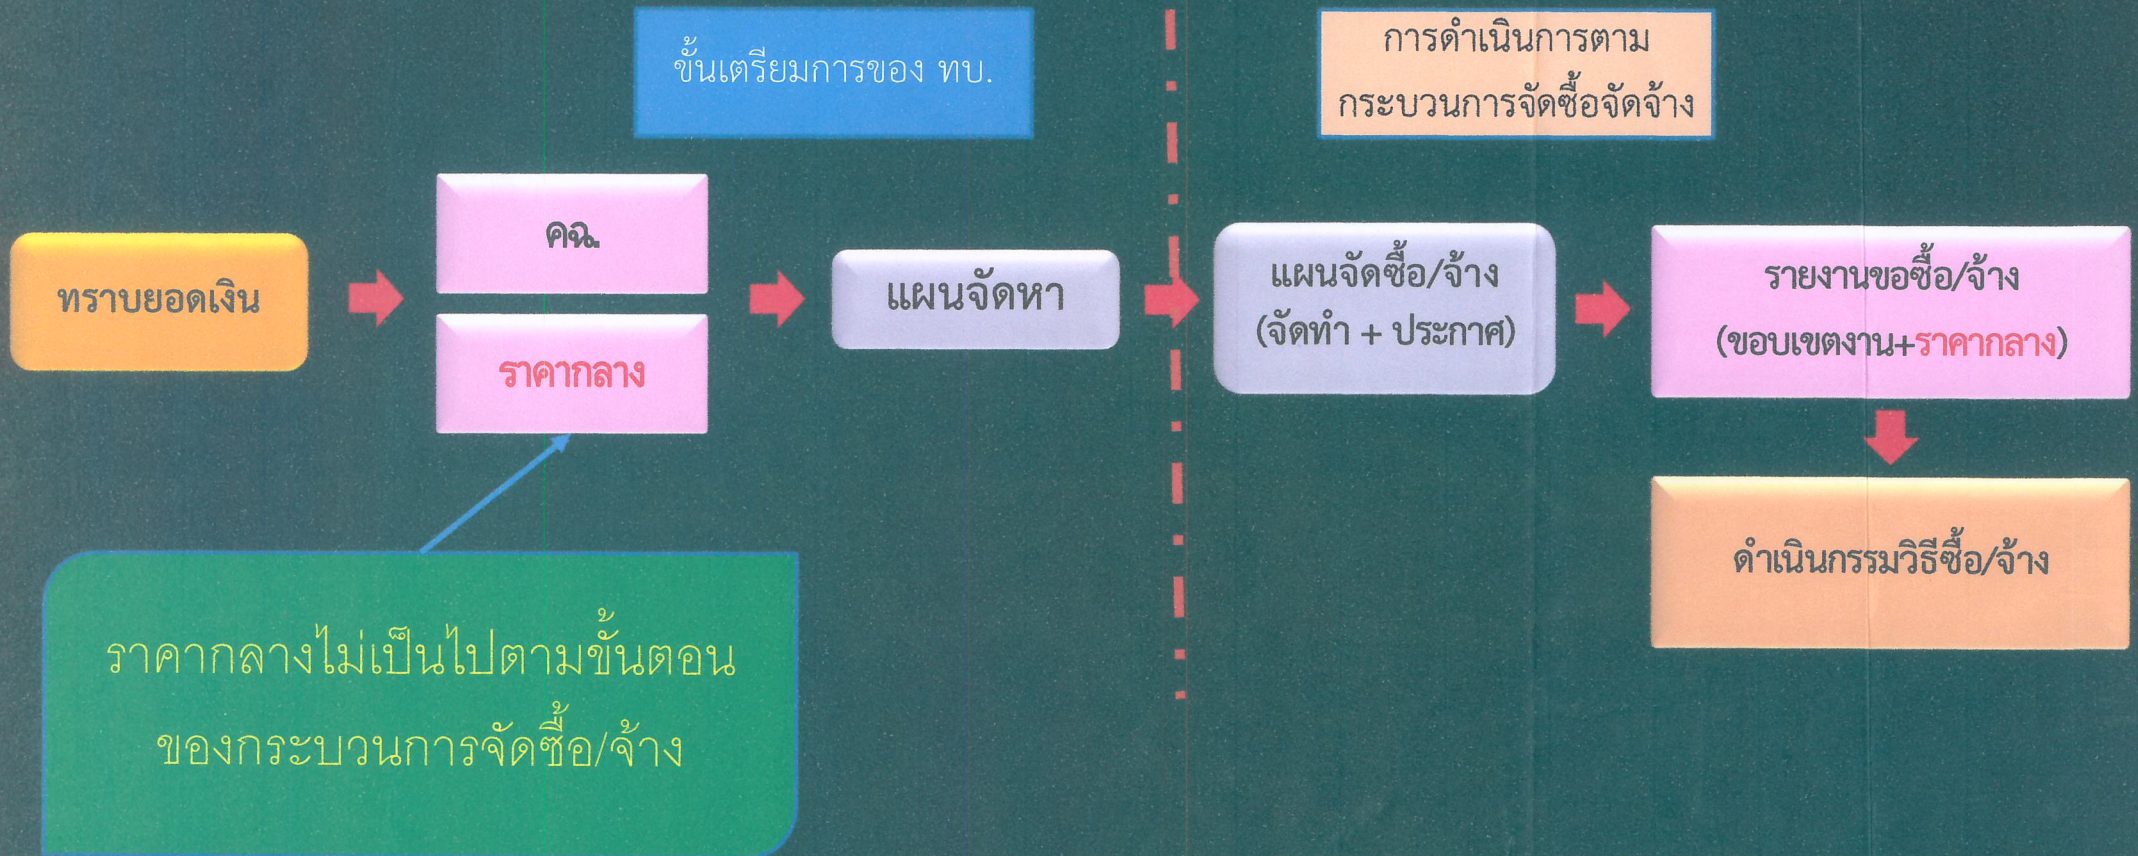 ขั้นเตรียมการของ ทบ.
การดำเนินการตาม
กระบวนการจัดซื้อจัดจ้าง
ทราบยอดเงิน
คฉ.
ราคากลาง
แผนจัดหา
แผนจัดซื้อ/จ้าง
(จัดทำ + ประกาศ)
รายงานขอซื้อ/จ้าง
(ขอบเขตงาน+ราคากลาง)
ดำเนินกรรมวิธีซื้อ/จ้าง
ราคากลางไม่เป็นไปตามขั้นตอน
ของกระบวนการจัดซื้อ/จ้าง